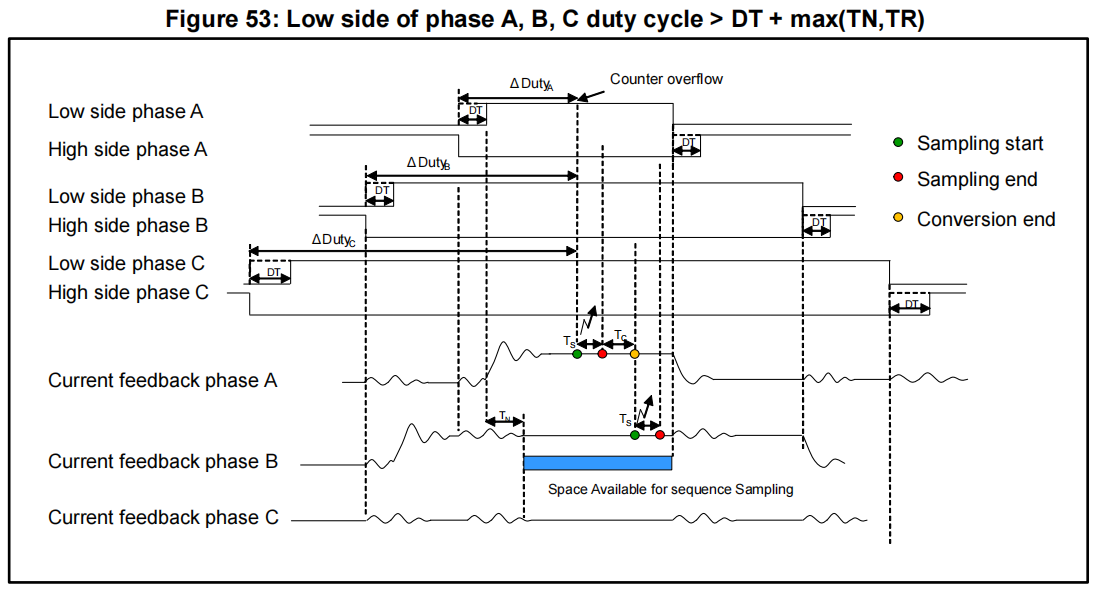 Figure 53: Low side of phase A, B, C duty cycle > DT + max(TN,TR)
Δ DutyA
Counter overflow
Low side phase A
DT
High side phase A
DT
Sampling start
Δ DutyB
Sampling end
Low side phase B
DT
High side phase B
DT
Conversion end
Δ DutyC
Low side phase C
DT
High side phase C
DT
TS
TC
Current feedback phase A
TN
TS
Current feedback phase B
Space Available for sequence Sampling
Current feedback phase C